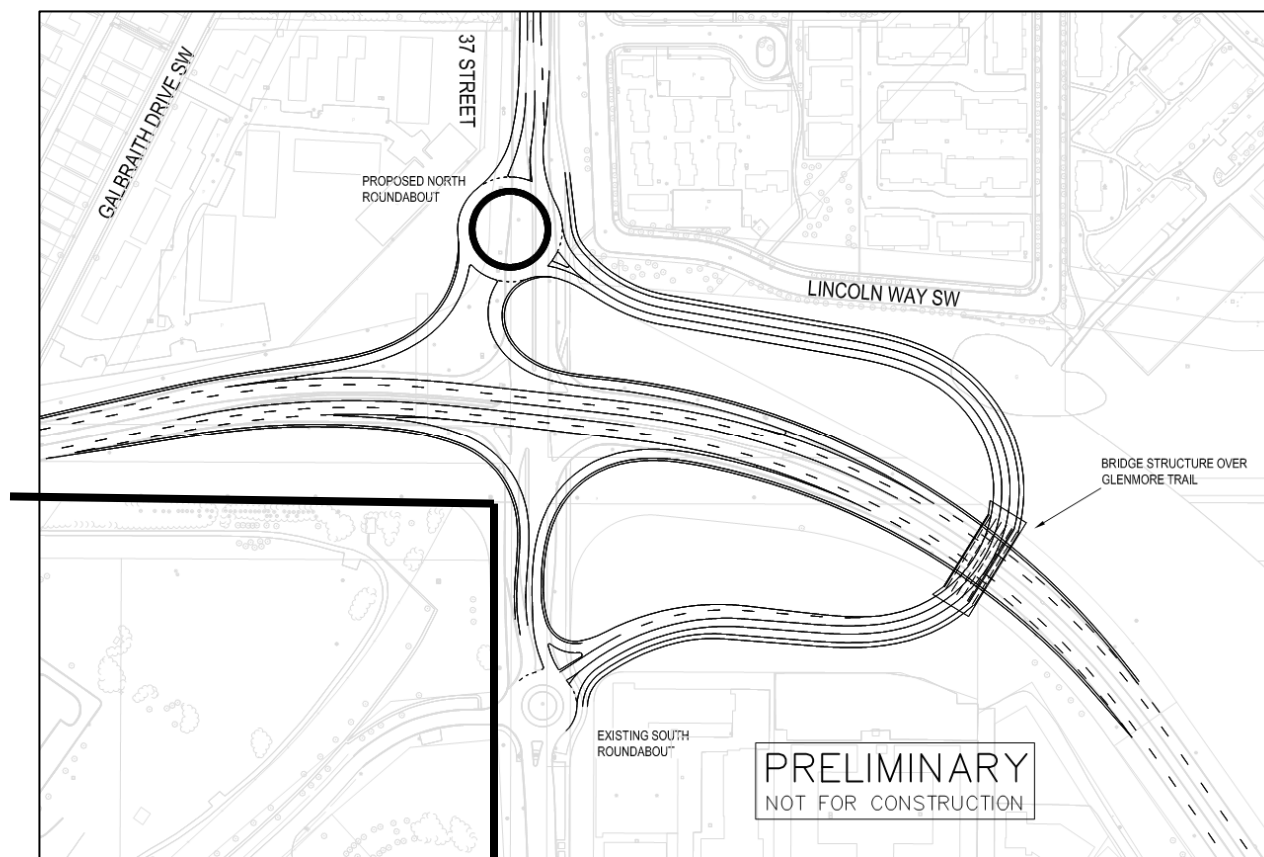 GALBRAITH DRIVE SW
37 STREET
PROPOSED NORTH
ROUNDABOUT
LINCOLN WAY SW
BRIDGE STRUCTURE OVER
GLENMORE TRAIL
EXISTING SOUTH
ROUNDABOUT
PRELIMINARY
NOT FOR CONSTRUCTION